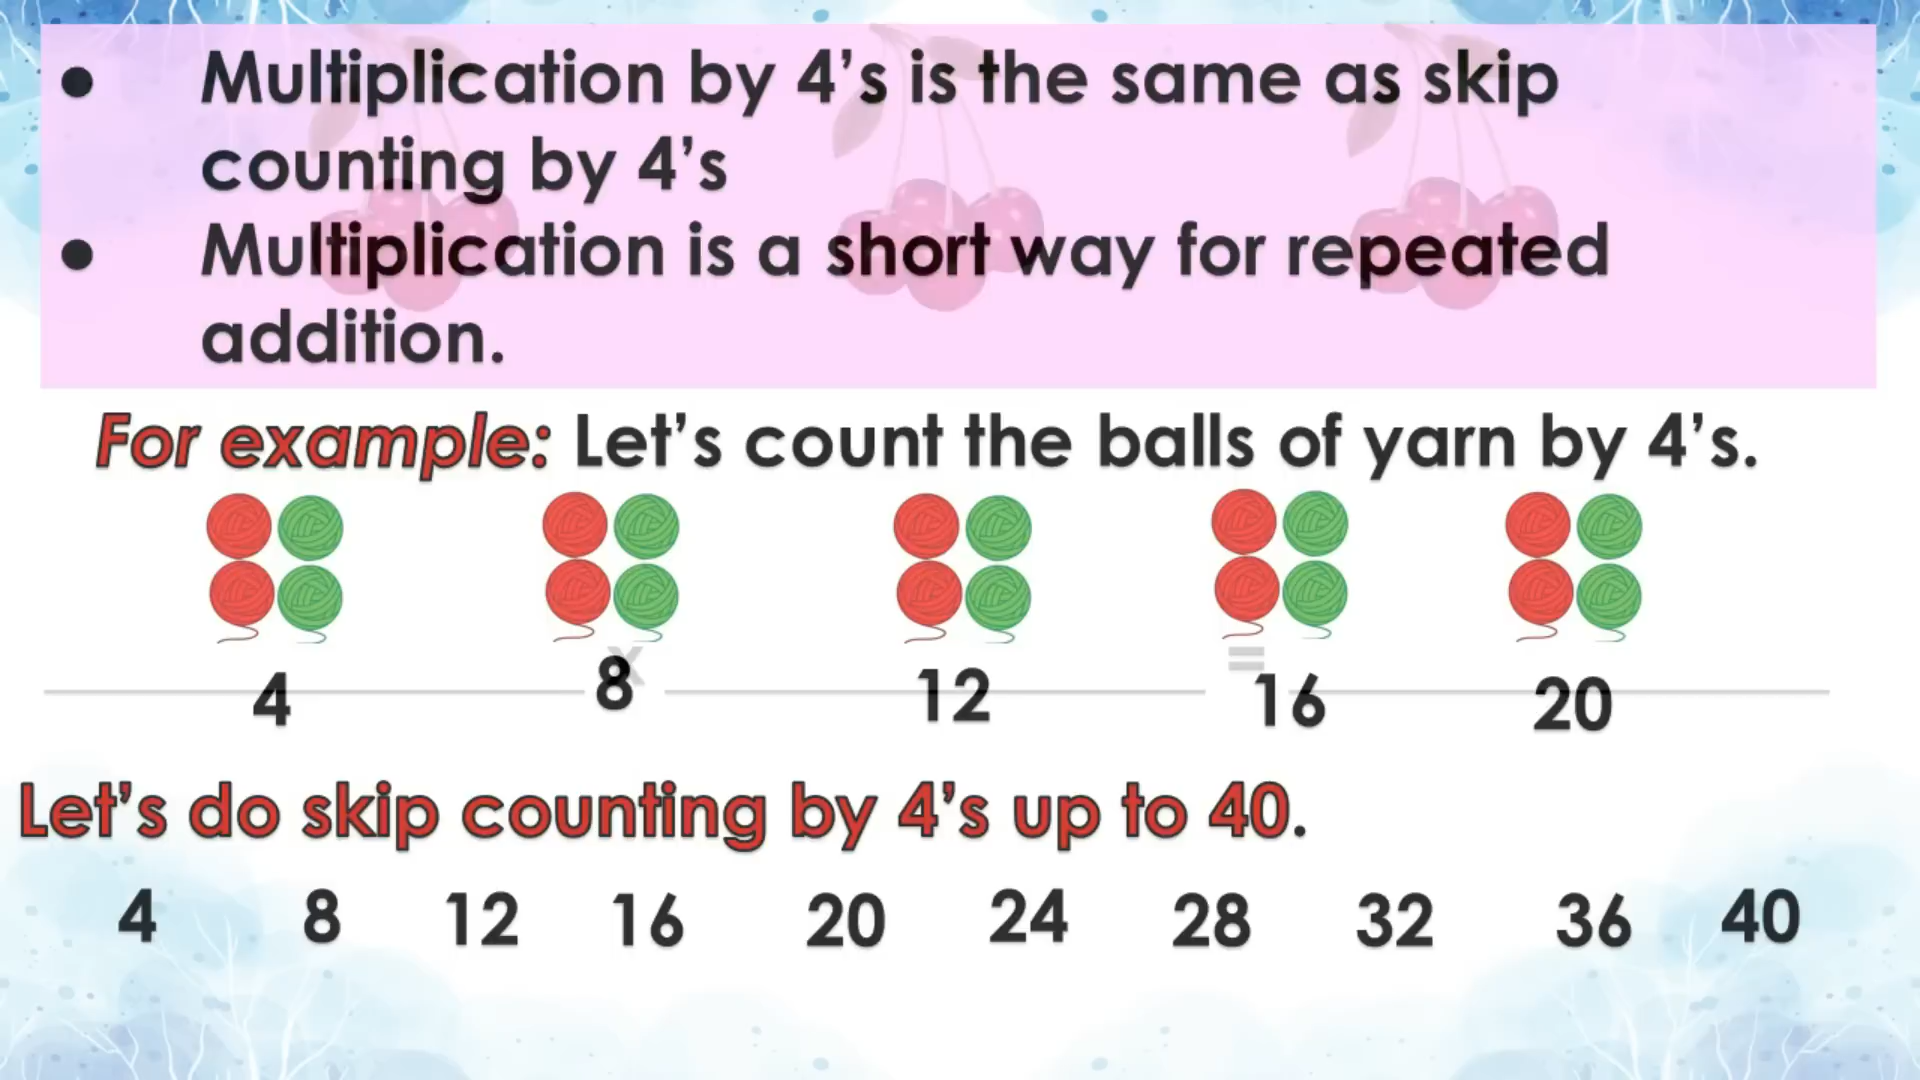 ● Multiplication by 4’s is the same as skip
counting by 4’s
● Multiplication is a short way for repeated
addition.
For example: Let’s count the balls of yarn by 4’s.
x =
4 8 12 16 20
Let’s do skip counting by 4’s up to 40.
4 8 12 16 20 24 28 32 36 40